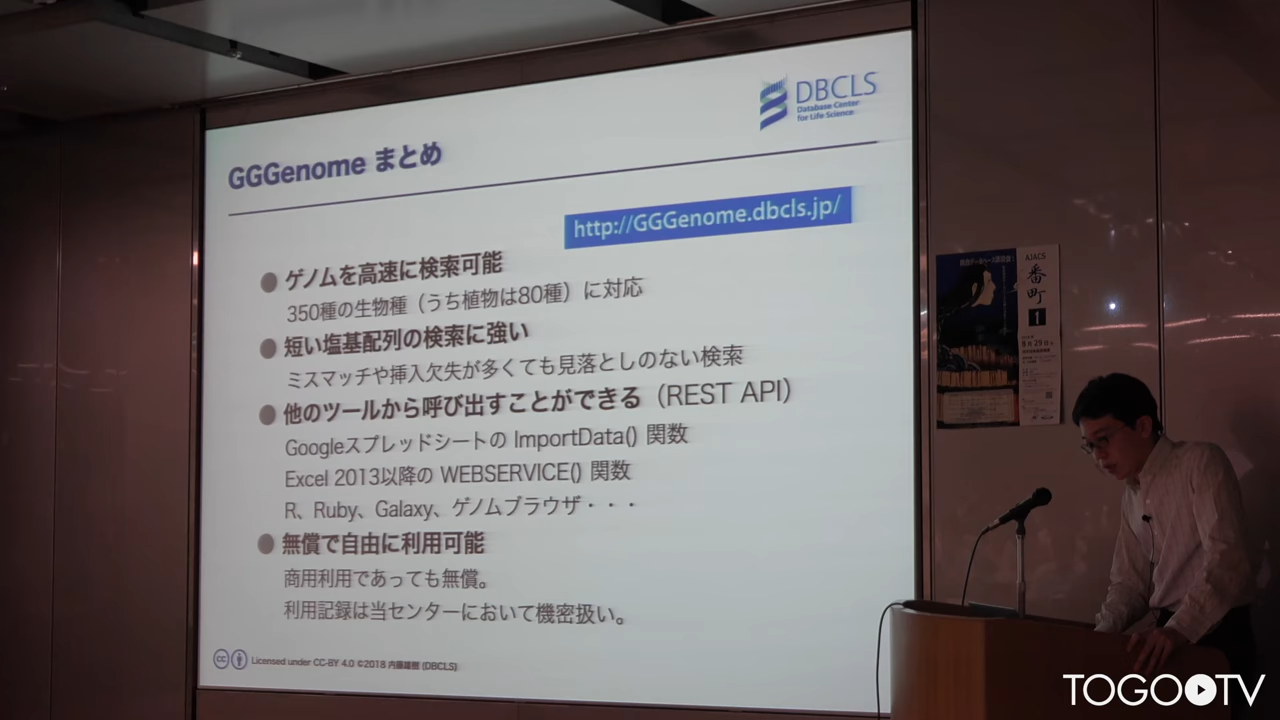 DBCLS
Database Center
for Life Science
GGGenome まとめ
http://GGGenome.dbcls.jp/
● ゲノムを高速に検索可能
350種の生物種（うち植物は80種）に対応
● 短い塩基配列の検索に強い
ミスマッチや挿入欠失が多くても見落としのない検索
● 他のツールから呼び出すことができる（REST API）
Googleスプレッドシートの ImportData() 関数
Excel 2013以降の WEBSERVICE() 関数
R、Ruby、Galaxy、ゲノムブラウザ・・・
● 無償で自由に利用可能
商用利用であっても無償。
利用記録は当センターにおいて機密扱い。
Licensed under CC-BY 4.0 ©2018 内藤雄樹 (DBCLS)
AJACS
番町
1
8月29日
TOGOTV